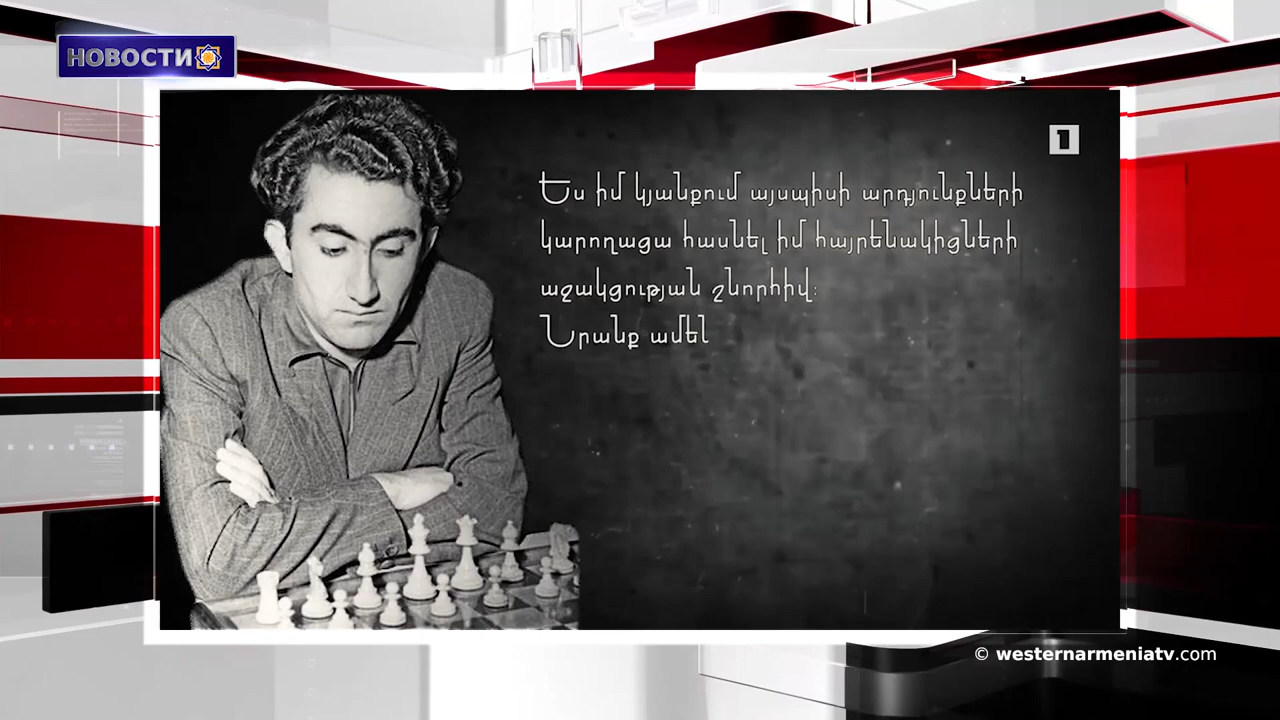 НОВОСТИ
1
Ես իմ կյանքում այսպիսի արդյունքների
կարողացա հասնել իմ հայրենակիցների
աջակցության շնորհիվ:
Նրանք ամեն
© westernarmeniatv.com